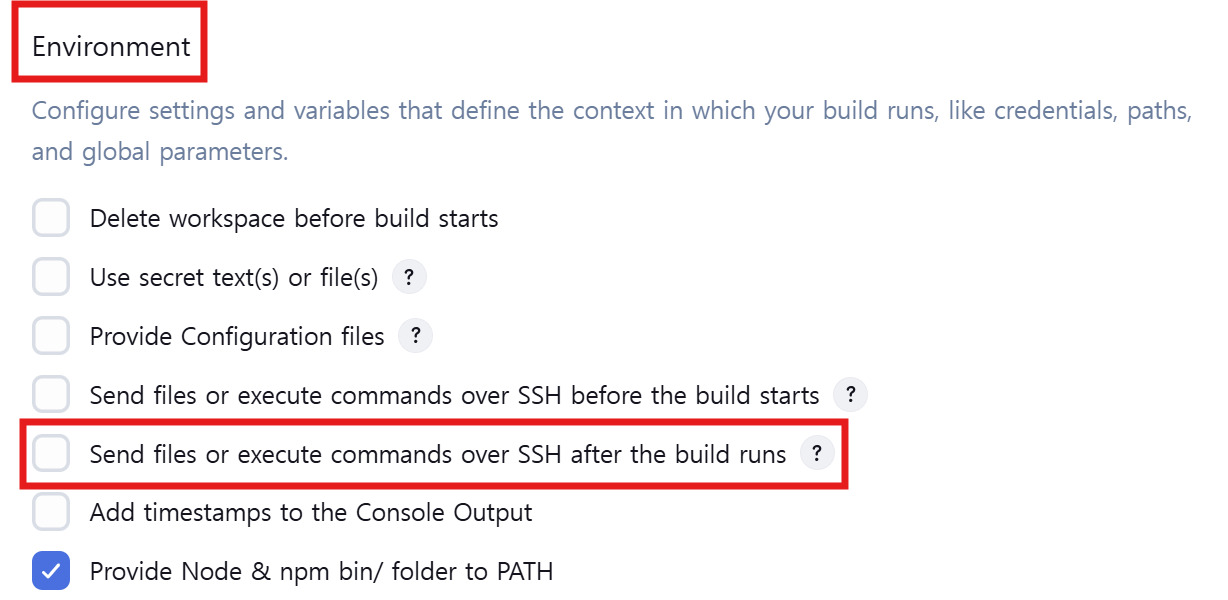 Environment
Configure settings and variables that define the context in which your build runs, like credentials, paths,
and global parameters.
Delete workspace before build starts
Use secret text(s) or file(s) ?
Provide Configuration files ?
Send files or execute commands over SSH before the build starts ?
Send files or execute commands over SSH after the build runs ?
Add timestamps to the Console Output
Provide Node & npm bin/ folder to PATH